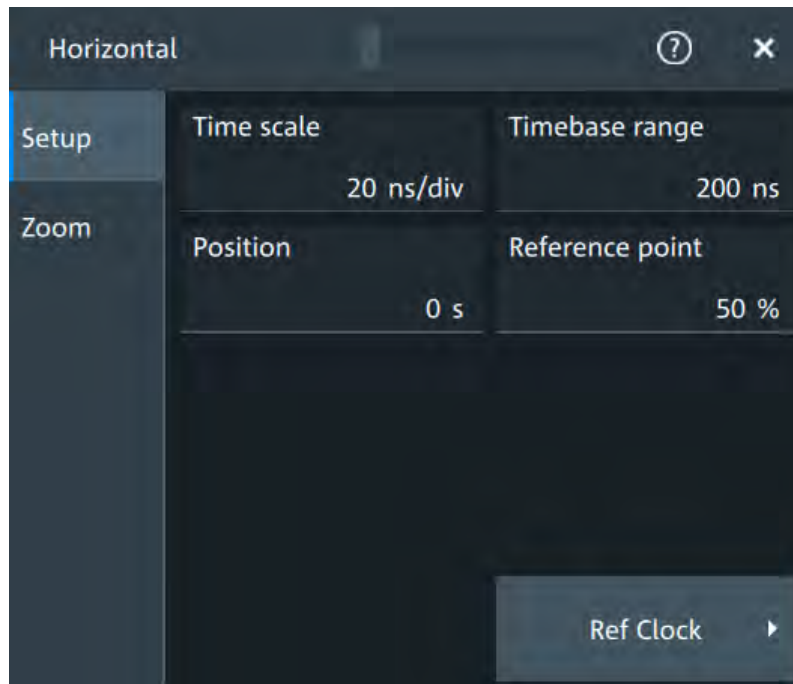 Horizontal
Setup
Zoom
Time scale
20 ns/div
Timebase range
200 ns
Position
0 s
Reference point
50 %
Ref Clock